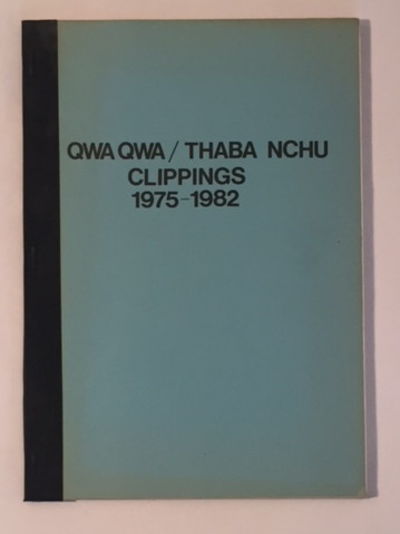 QWA QWA / THABA NCHU
CLIPPINGS
1975-1982